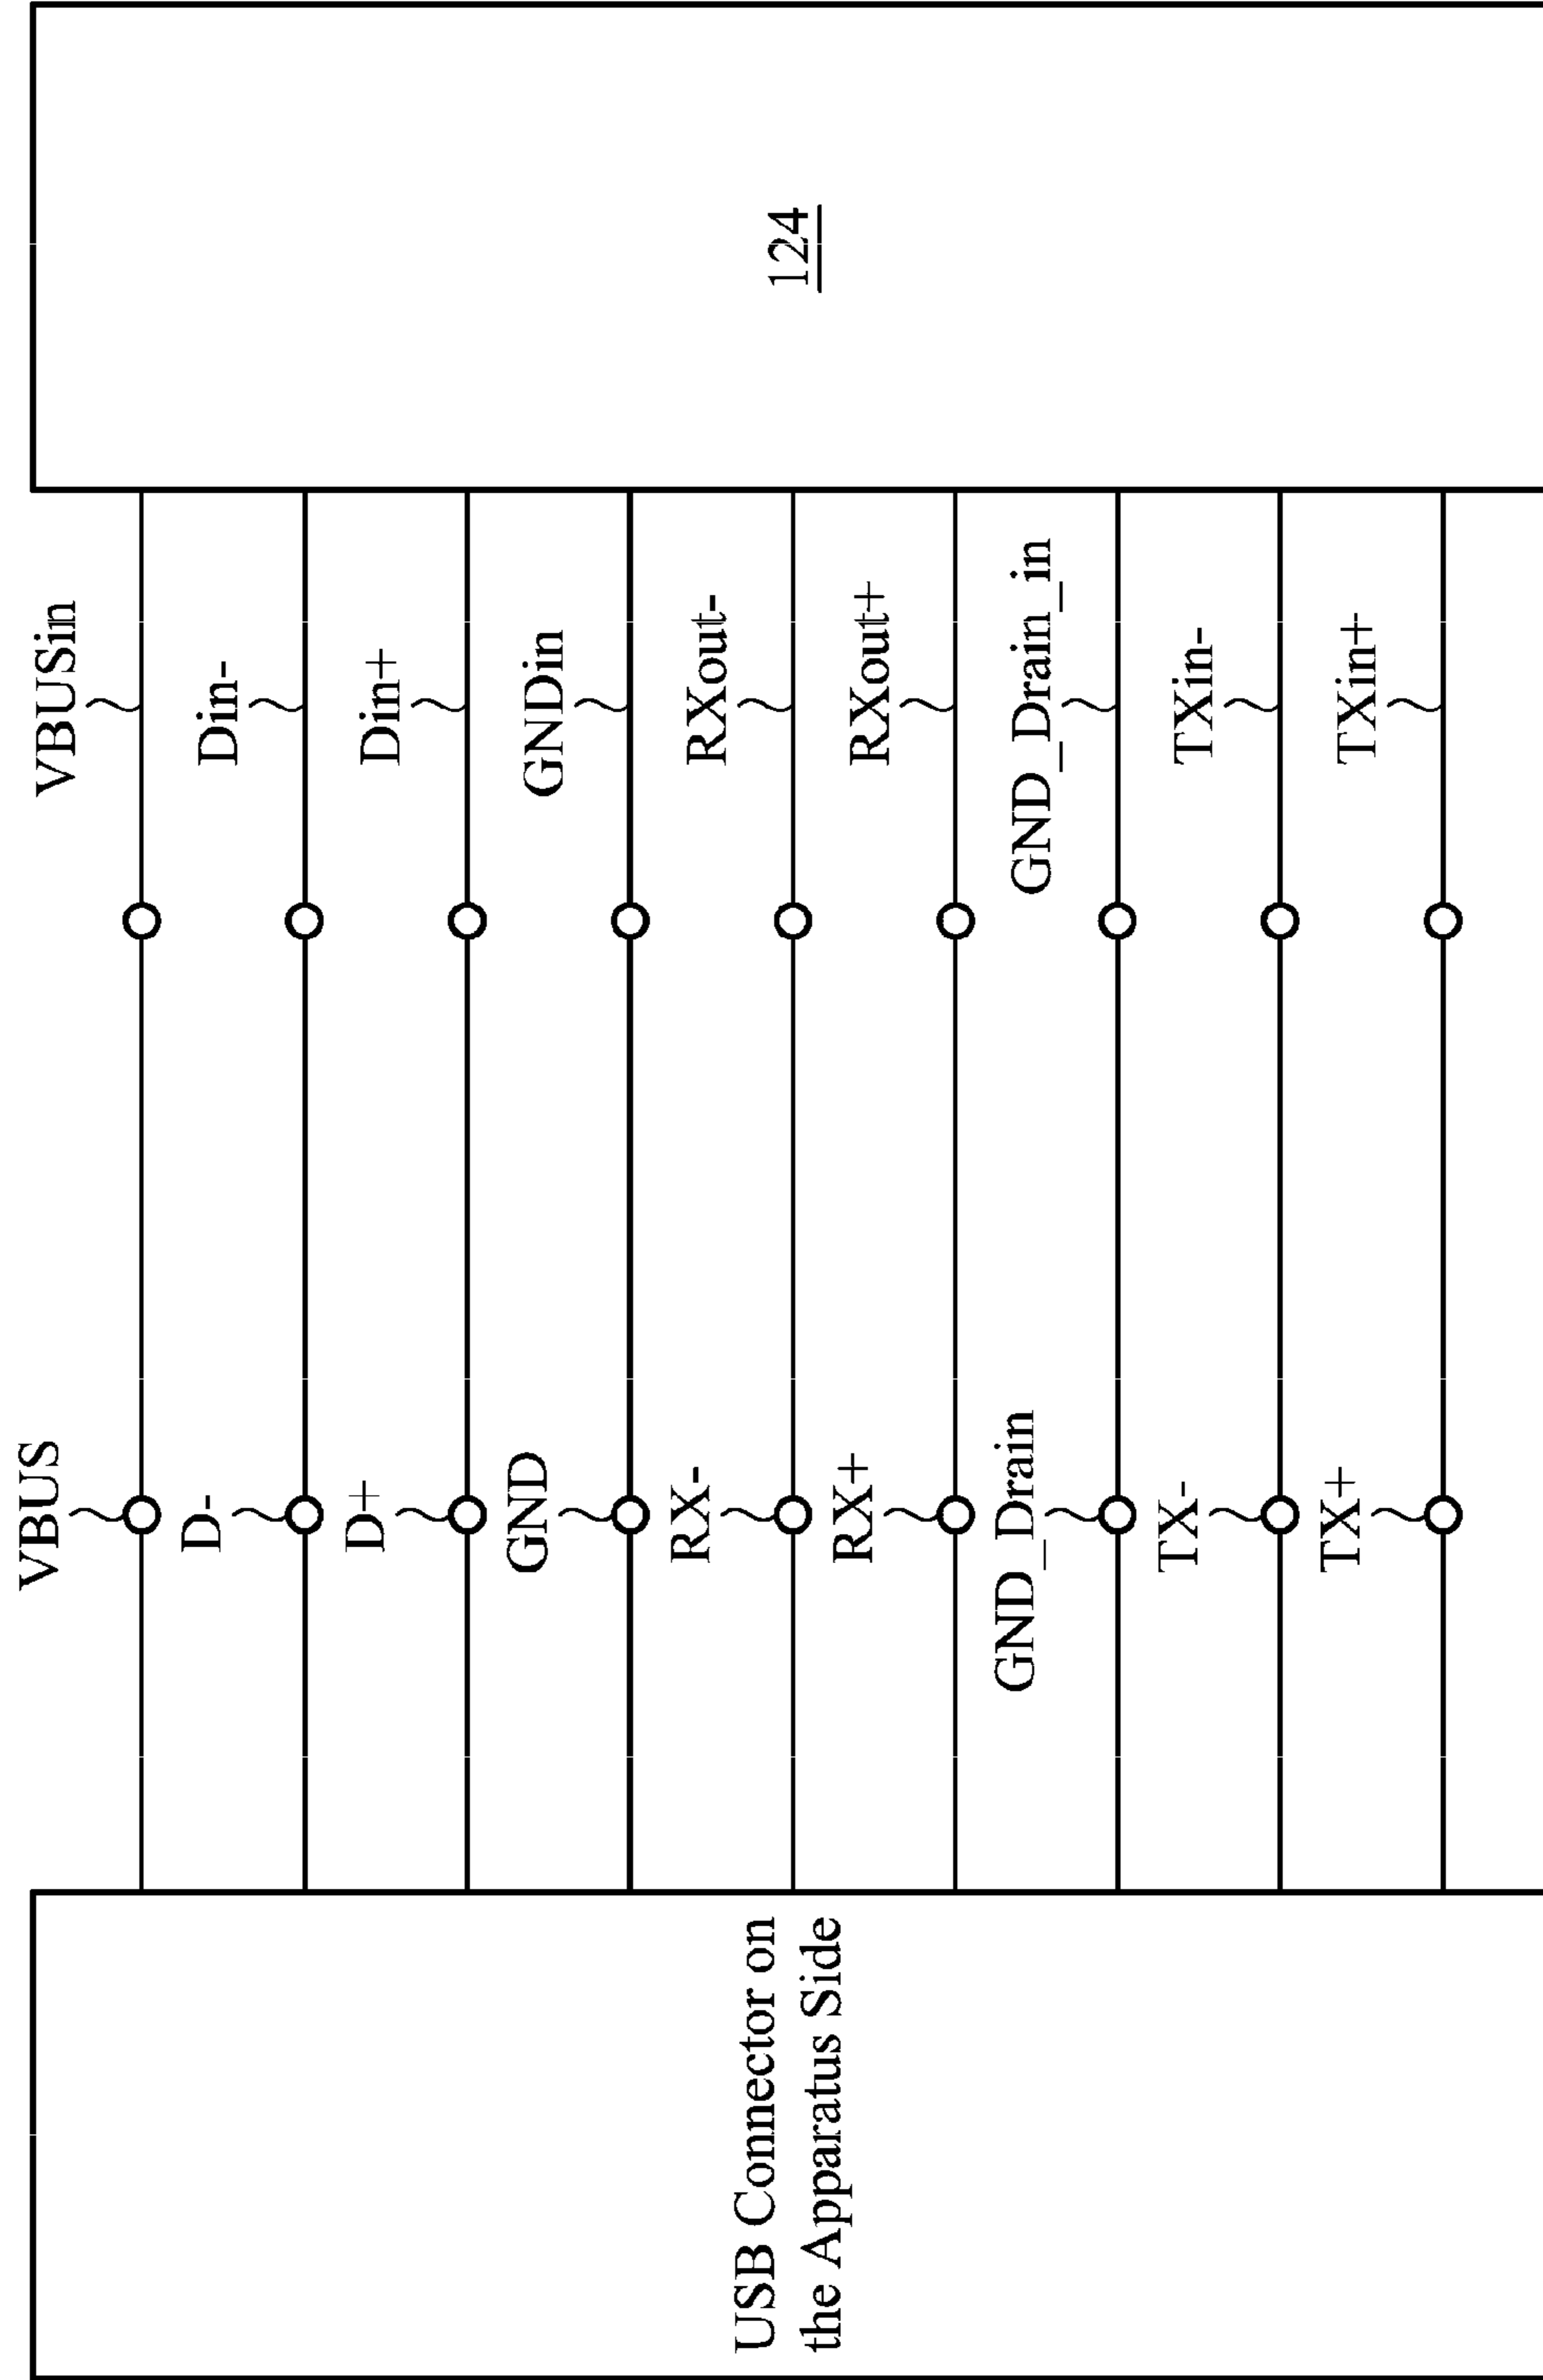 USB Connector on
the Apparatus Side
VBUS
D-
D+
GND
RX-
RX+
GND_Drain
TX-
TX+
VBUSin
Din-
Din+
GNDin
RXout-
RXout+
GND_Drain_in
TXin-
TXin+
124